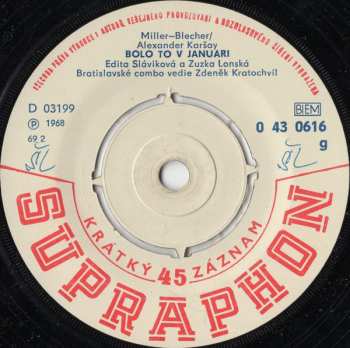 VŠECHNA PRÁVA VÝROBCE I AUTORŮ VEŘEJNÉHO PROVOZOVÁNÍ A ROZHLASOVÉHO ŠÍŘENÍ VYHRAZENA
Miller–Blecher/
Alexander Karšay
BOLO TO V JANUÁRI
Edita Sláviková a Zuzka Lonská
Bratislavské combo vedie Zdeněk Kratochvíl
D 03199
Ⓟ 1968
69 2
BIEM
0 43 0616
g
KRÁTKÝ 45 ZÁZNAM
SUPRAPHON